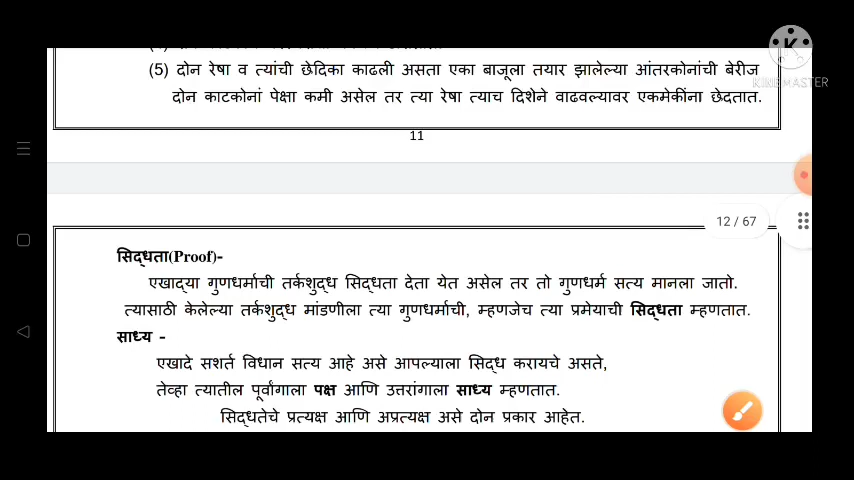 (5) दोन रेषा व त्यांची छेदिका काढली असता एका बाजूला तयार झालेल्या आंतरकोनांची बेरीज
दोन काटकोनां पेक्षा कमी असेल तर त्या रेषा त्याच दिशेने वाढवल्यावर एकमेकींना छेदतात.
KINEMASTER
11
12 / 67
सिद्धता(Proof)-
एखाद्या गुणधर्माची तर्कशुद्ध सिद्धता देता येत असेल तर तो गुणधर्म सत्य मानला जातो.
त्यासाठी केलेल्या तर्कशुद्ध मांडणीला त्या गुणधर्माची, म्हणजेच त्या प्रमेयाची सिद्धता म्हणतात.
साध्य -
एखादे सशर्त विधान सत्य आहे असे आपल्याला सिद्ध करायचे असते,
तेव्हा त्यातील पूर्वांगाला पक्ष आणि उत्तरांगाला साध्य म्हणतात.
सिद्धतेचे प्रत्यक्ष आणि अप्रत्यक्ष असे दोन प्रकार आहेत.